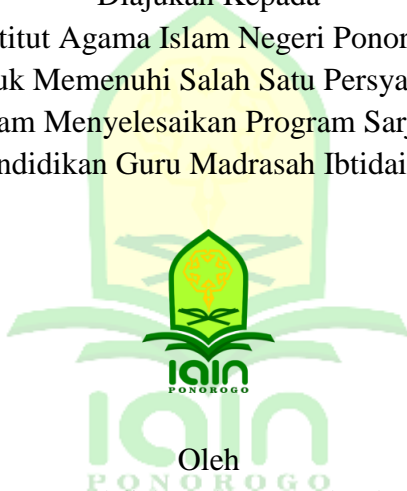 Diajukan Kepada
titut Agama Islam Negeri Ponor
uk Memenuhi Salah Satu Persya
am Menyelesaikan Program Sarj
ndidikan Guru Madrasah Ibtidai
iain
PONOROGO
Oleh
iain
PONOROGO